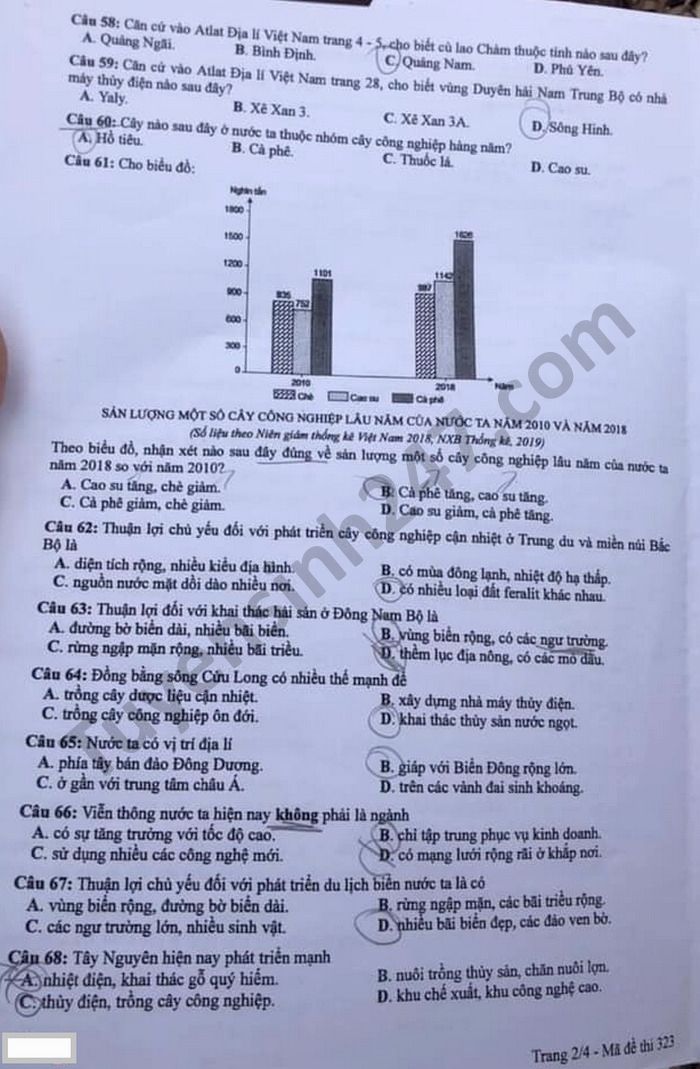 Câu 58: Căn cứ vào Atlat Địa lí Việt Nam trang 4 - 5, cho biết cù lao Chàm thuộc tỉnh nào sau đây?
A. Quảng Ngãi. B. Bình Định. C. Quảng Nam. D. Phú Yên.
Câu 59: Căn cứ vào Atlat Địa lí Việt Nam trang 28, cho biết vùng Duyên hải Nam Trung Bộ có nhà
máy thủy điện nào sau đây?
A. Yaly. B. Xê Xan 3. C. Xê Xan 3A. D. Sông Hinh.
Câu 60: Cây nào sau đây ở nước ta thuộc nhóm cây công nghiệp hàng năm?
A. Hồ tiêu. B. Cà phê. C. Thuốc lá. D. Cao su.
Câu 61: Cho biểu đồ:
Nghìn tấn
1800
1500
1200
900
600
300
0
835 752 1101
987 1142 1626
2010 2018 Năm
Chè Cao su Cà phê
SẢN LƯỢNG MỘT SỐ CÂY CÔNG NGHIỆP LÂU NĂM CỦA NƯỚC TA NĂM 2010 VÀ NĂM 2018
(Số liệu theo Niên giám thống kê Việt Nam 2018, NXB Thống kê, 2019)
Theo biểu đồ, nhận xét nào sau đây đúng về sản lượng một số cây công nghiệp lâu năm của nước ta
năm 2018 so với năm 2010?
A. Cao su tăng, chè giảm. B. Cà phê tăng, cao su tăng.
C. Cà phê giảm, chè giảm. D. Cao su giảm, cà phê tăng.
Câu 62: Thuận lợi chủ yếu đối với phát triển cây công nghiệp cận nhiệt ở Trung du và miền núi Bắc
Bộ là
A. diện tích rộng, nhiều kiểu địa hình. B. có mùa đông lạnh, nhiệt độ hạ thấp.
C. nguồn nước mặt dồi dào nhiều nơi. D. có nhiều loại đất feralit khác nhau.
Câu 63: Thuận lợi đối với khai thác hải sản ở Đông Nam Bộ là
A. đường bờ biển dài, nhiều bãi biển. B. vùng biển rộng, có các ngư trường.
C. rừng ngập mặn rộng, nhiều bãi triều. D. thềm lục địa nông, có các mỏ dầu.
Câu 64: Đồng bằng sông Cửu Long có nhiều thế mạnh để
A. trồng cây dược liệu cận nhiệt. B. xây dựng nhà máy thủy điện.
C. trồng cây công nghiệp ôn đới. D. khai thác thủy sản nước ngọt.
Câu 65: Nước ta có vị trí địa lí
A. phía tây bán đảo Đông Dương. B. giáp với Biển Đông rộng lớn.
C. ở gần với trung tâm châu Á. D. trên các vành đai sinh khoáng.
Câu 66: Viễn thông nước ta hiện nay không phải là ngành
A. có sự tăng trưởng với tốc độ cao. B. chỉ tập trung phục vụ kinh doanh.
C. sử dụng nhiều các công nghệ mới. D. có mạng lưới rộng rãi ở khắp nơi.
Câu 67: Thuận lợi chủ yếu đối với phát triển du lịch biển nước ta là có
A. vùng biển rộng, đường bờ biển dài. B. rừng ngập mặn, các bãi triều rộng.
C. các ngư trường lớn, nhiều sinh vật. D. nhiều bãi biển đẹp, các đảo ven bờ.
Câu 68: Tây Nguyên hiện nay phát triển mạnh
A. nhiệt điện, khai thác gỗ quý hiếm. B. nuôi trồng thủy sản, chăn nuôi lợn.
C. thủy điện, trồng cây công nghiệp. D. khu chế xuất, khu công nghệ cao.
Trang 2/4 - Mã đề thi 323
Tuyensinh247.com